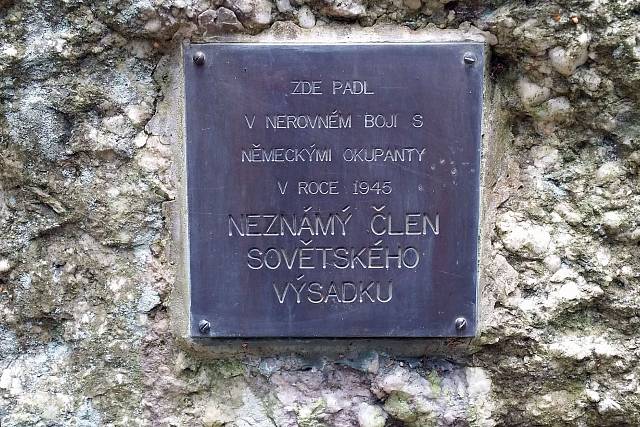 ZDE PADL
V NEROVNÉM BOJI S
NĚMECKÝMI OKUPANTY
V ROCE 1945
NEZNÁMÝ ČLEN
SOVĚTSKÉHO
VÝSADKU